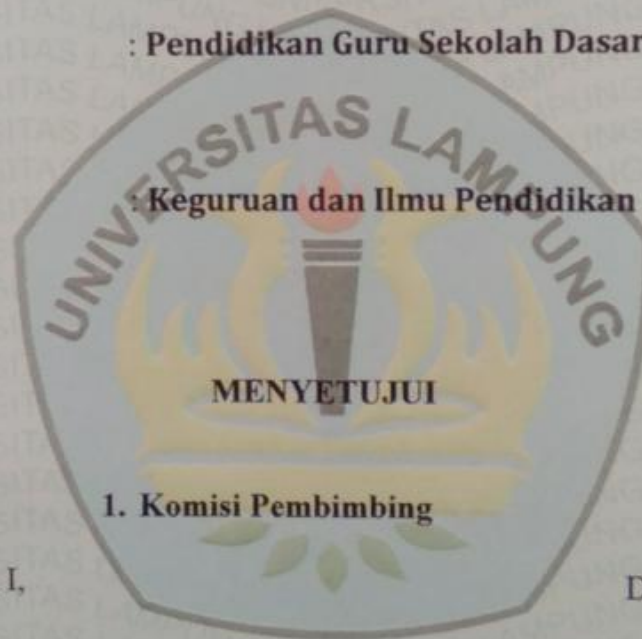 : Pendidikan Guru Sekolah Dasar
UNIVERSITAS LAMPUNG
: Keguruan dan Ilmu Pendidikan
MENYETUJUI
1. Komisi Pembimbing
I,
D